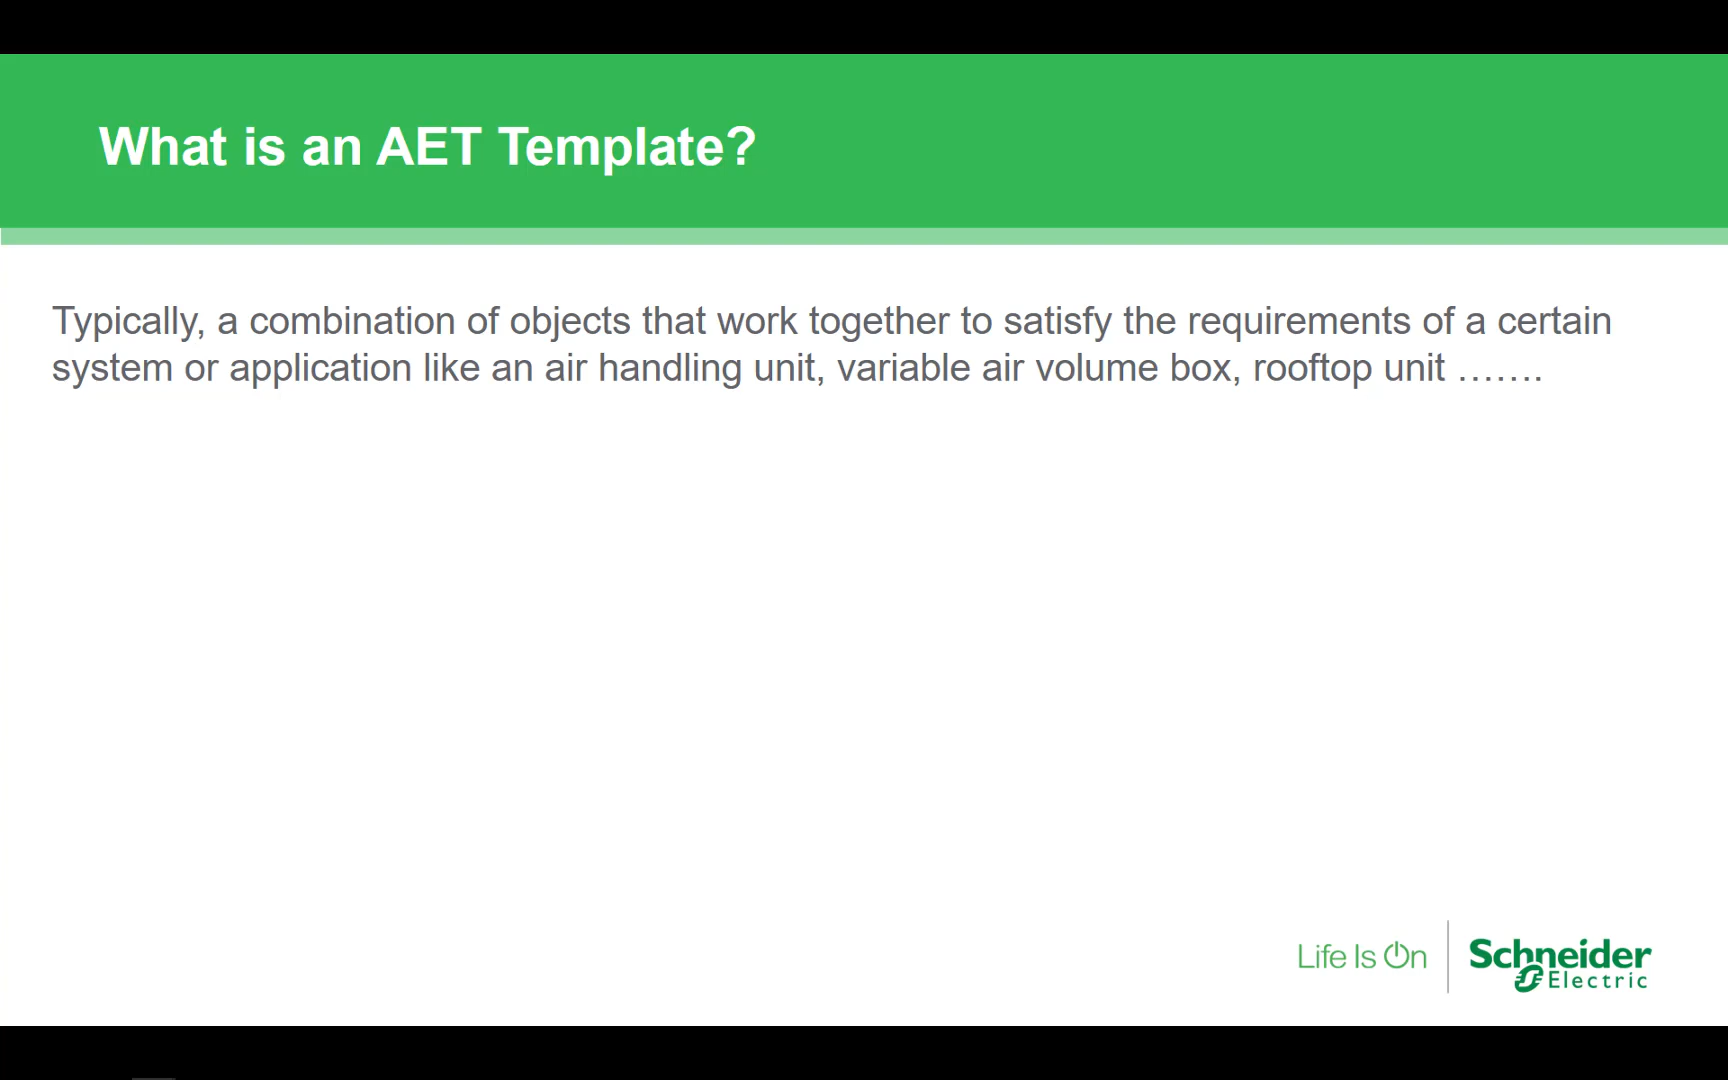 What is an AET Template?
Typically, a combination of objects that work together to satisfy the requirements of a certain
system or application like an air handling unit, variable air volume box, rooftop unit …….
Life Is On
Schneider
Electric